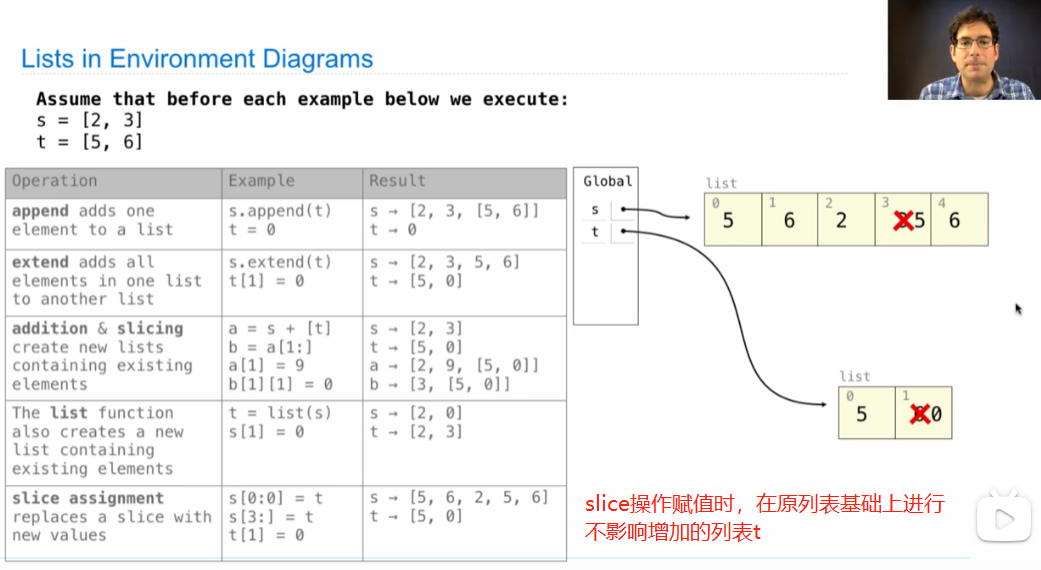 Lists in Environment Diagrams
Assume that before each example below we execute:
s = [2, 3]
t = [5, 6]
Operation Example Result
append adds one
element to a list
s.append(t)
t = 0
s → [2, 3, [5, 6]]
t → 0
extend adds all
elements in one list
to another list
s.extend(t)
t[1] = 0
s → [2, 3, 5, 6]
t → [5, 0]
addition & slicing
create new lists
containing existing
elements
a = s + [t]
b = a[1:]
a[1] = 9
b[1][1] = 0
s → [2, 3]
t → [5, 0]
a → [2, 9, [5, 0]]
b → [3, [5, 0]]
The list function
also creates a new
list containing
existing elements
t = list(s)
s[1] = 0
s → [2, 0]
t → [2, 3]
slice assignment
replaces a slice with
new values
s[0:0] = t
s[3:] = t
t[1] = 0
s → [5, 6, 2, 5, 6]
t → [5, 0]
Global
s
t
list
0 1 2 3 4
5 6 2 5 6
list
0 1
5 0
slice操作赋值时，在原列表基础上进行
不影响增加的列表t